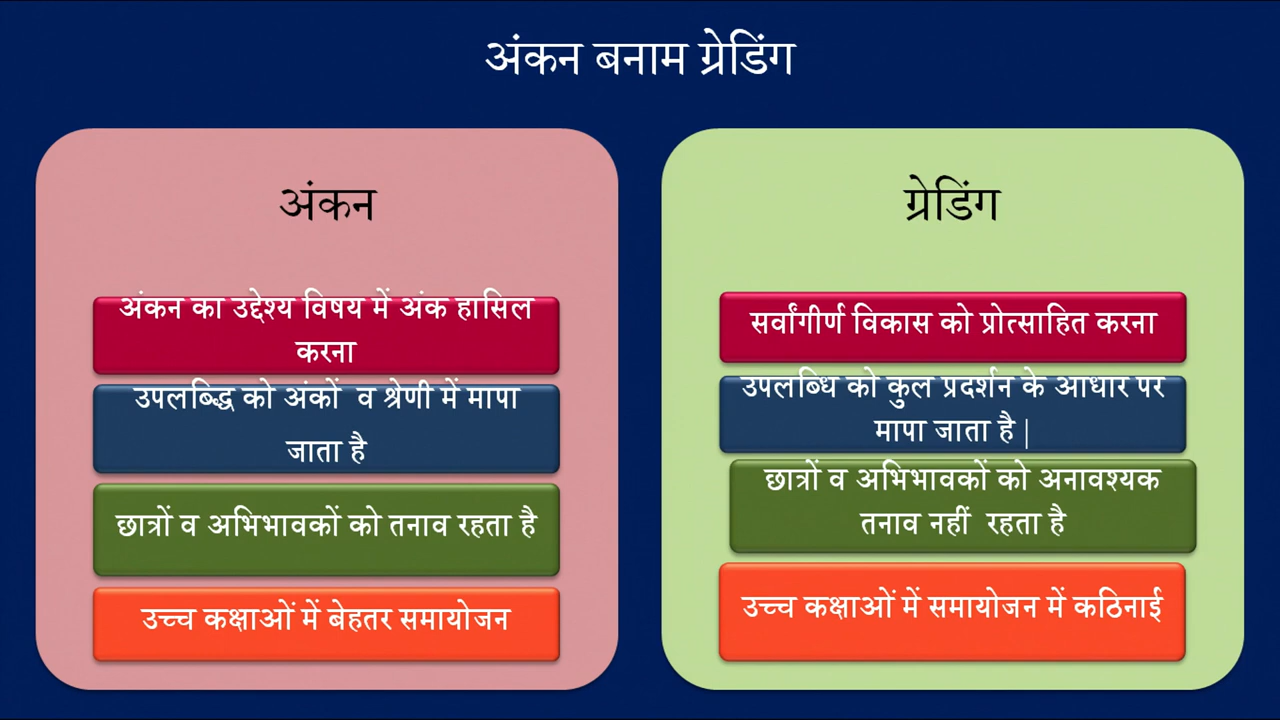 अंकन बनाम ग्रेडिंग
अंकन
अंकन का उद्देश्य विषय में अंक हासिल
करना
उपलब्द्धि को अंकों व श्रेणी में मापा
जाता है
छात्रों व अभिभावकों को तनाव रहता है
उच्च कक्षाओं में बेहतर समायोजन
ग्रेडिंग
सर्वांगीर्ण विकास को प्रोत्साहित करना
उपलब्धि को कुल प्रदर्शन के आधार पर
मापा जाता है |
छात्रों व अभिभावकों को अनावश्यक
तनाव नहीं रहता है
उच्च कक्षाओं में समायोजन में कठिनाई